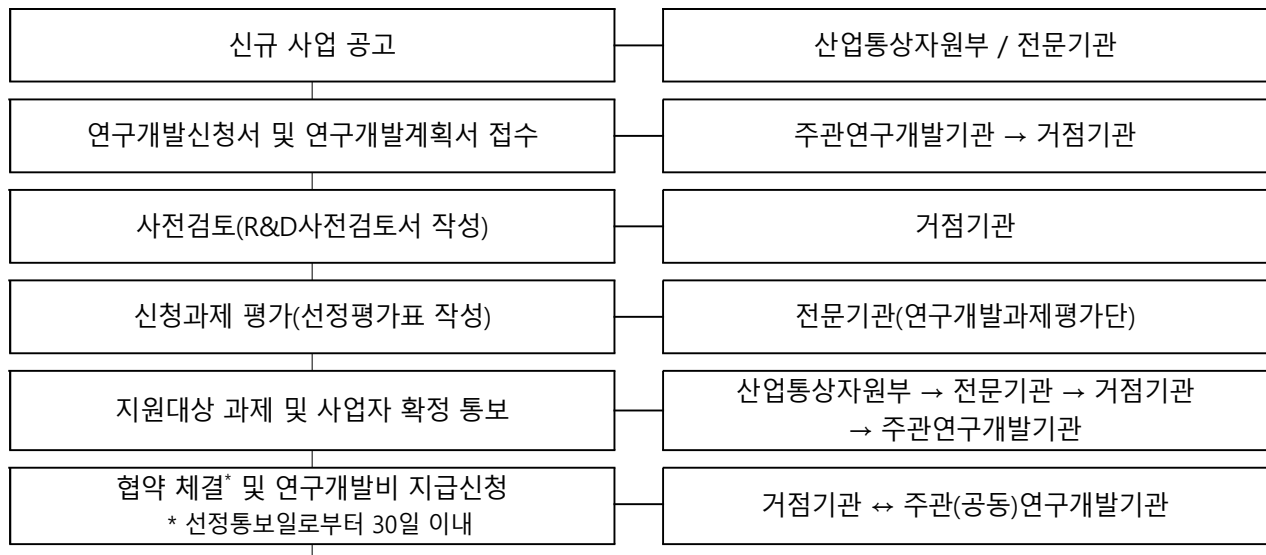 신규 사업 공고
산업통상자원부 / 전문기관
연구개발신청서 및 연구개발계획서 접수
주관연구개발기관 → 거점기관
사전검토(R&D사전검토서 작성)
거점기관
신청과제 평가(선정평가표 작성)
전문기관(연구개발과제평가단)
지원대상 과제 및 사업자 확정 통보
산업통상자원부 → 전문기관 → 거점기관
→ 주관연구개발기관
협약 체결* 및 연구개발비 지급신청
* 선정통보일로부터 30일 이내
거점기관 ↔ 주관(공동)연구개발기관